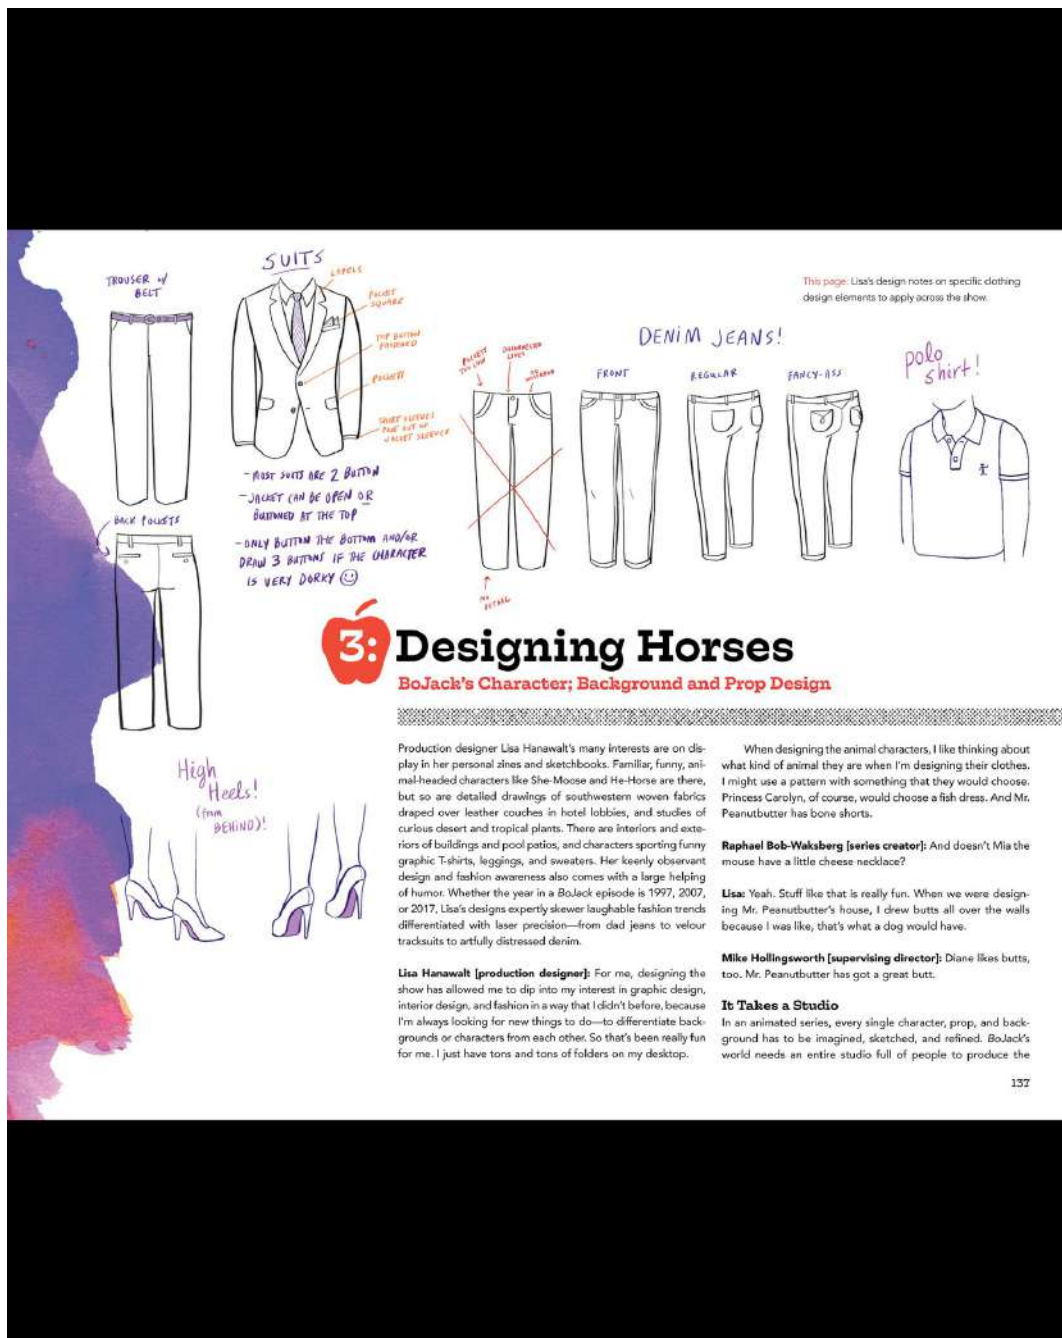 TROUSER w/
BELT
SUITS
LAPELS
POCKET
SQUARE
TOP BUTTON
FASTENED
POCKETS
SHIRT SLEEVES
POKE OUT OF
JACKET SLEEVES
- MOST SUITS ARE 2 BUTTON
- JACKET CAN BE OPEN OR
BUTTONED AT THE TOP
- ONLY BUTTON THE BOTTOM AND/OR
DRAW 3 BUTTONS IF THE CHARACTER
IS VERY DORKY
BACK POCKETS
This page: Lisa's design notes on specific clothing
design elements to apply across the show.
DENIM JEANS!
POCKETS
TOO LOW
DISCONNECTED
LINES
NO
WAISTBAND
FRONT
REGULAR
FANCY-ASS
NO
DETAIL
polo
shirt!
High
Heels!
(from
BEHIND)!
3: Designing Horses
BoJack's Character; Background and Prop Design
Production designer Lisa Hanawalt's many interests are on dis-
play in her personal zines and sketchbooks. Familiar, funny, ani-
mal-headed characters like She-Moose and He-Horse are there,
but so are detailed drawings of southwestern woven fabrics
draped over leather couches in hotel lobbies, and studies of
curious desert and tropical plants. There are interiors and exte-
riors of buildings and pool patios, and characters sporting funny
graphic T-shirts, leggings, and sweaters. Her keenly observant
design and fashion awareness also comes with a large helping
of humor. Whether the year in a BoJack episode is 1997, 2007,
or 2017, Lisa's designs expertly skewer laughable fashion trends
differentiated with laser precision—from dad jeans to velour
tracksuits to artfully distressed denim.
Lisa Hanawalt [production designer]: For me, designing the
show has allowed me to dip into my interest in graphic design,
interior design, and fashion in a way that I didn't before, because
I'm always looking for new things to do—to differentiate back-
grounds or characters from each other. So that's been really fun
for me. I just have tons and tons of folders on my desktop.
When designing the animal characters, I like thinking about
what kind of animal they are when I'm designing their clothes.
I might use a pattern with something that they would choose.
Princess Carolyn, of course, would choose a fish dress. And Mr.
Peanutbutter has bone shorts.
Raphael Bob-Waksberg [series creator]: And doesn't Mia the
mouse have a little cheese necklace?
Lisa: Yeah. Stuff like that is really fun. When we were design-
ing Mr. Peanutbutter's house, I drew butts all over the walls
because I was like, that's what a dog would have.
Mike Hollingsworth [supervising director]: Diane likes butts,
too. Mr. Peanutbutter has got a great butt.
It Takes a Studio
In an animated series, every single character, prop, and back-
ground has to be imagined, sketched, and refined. BoJack's
world needs an entire studio full of people to produce the
137